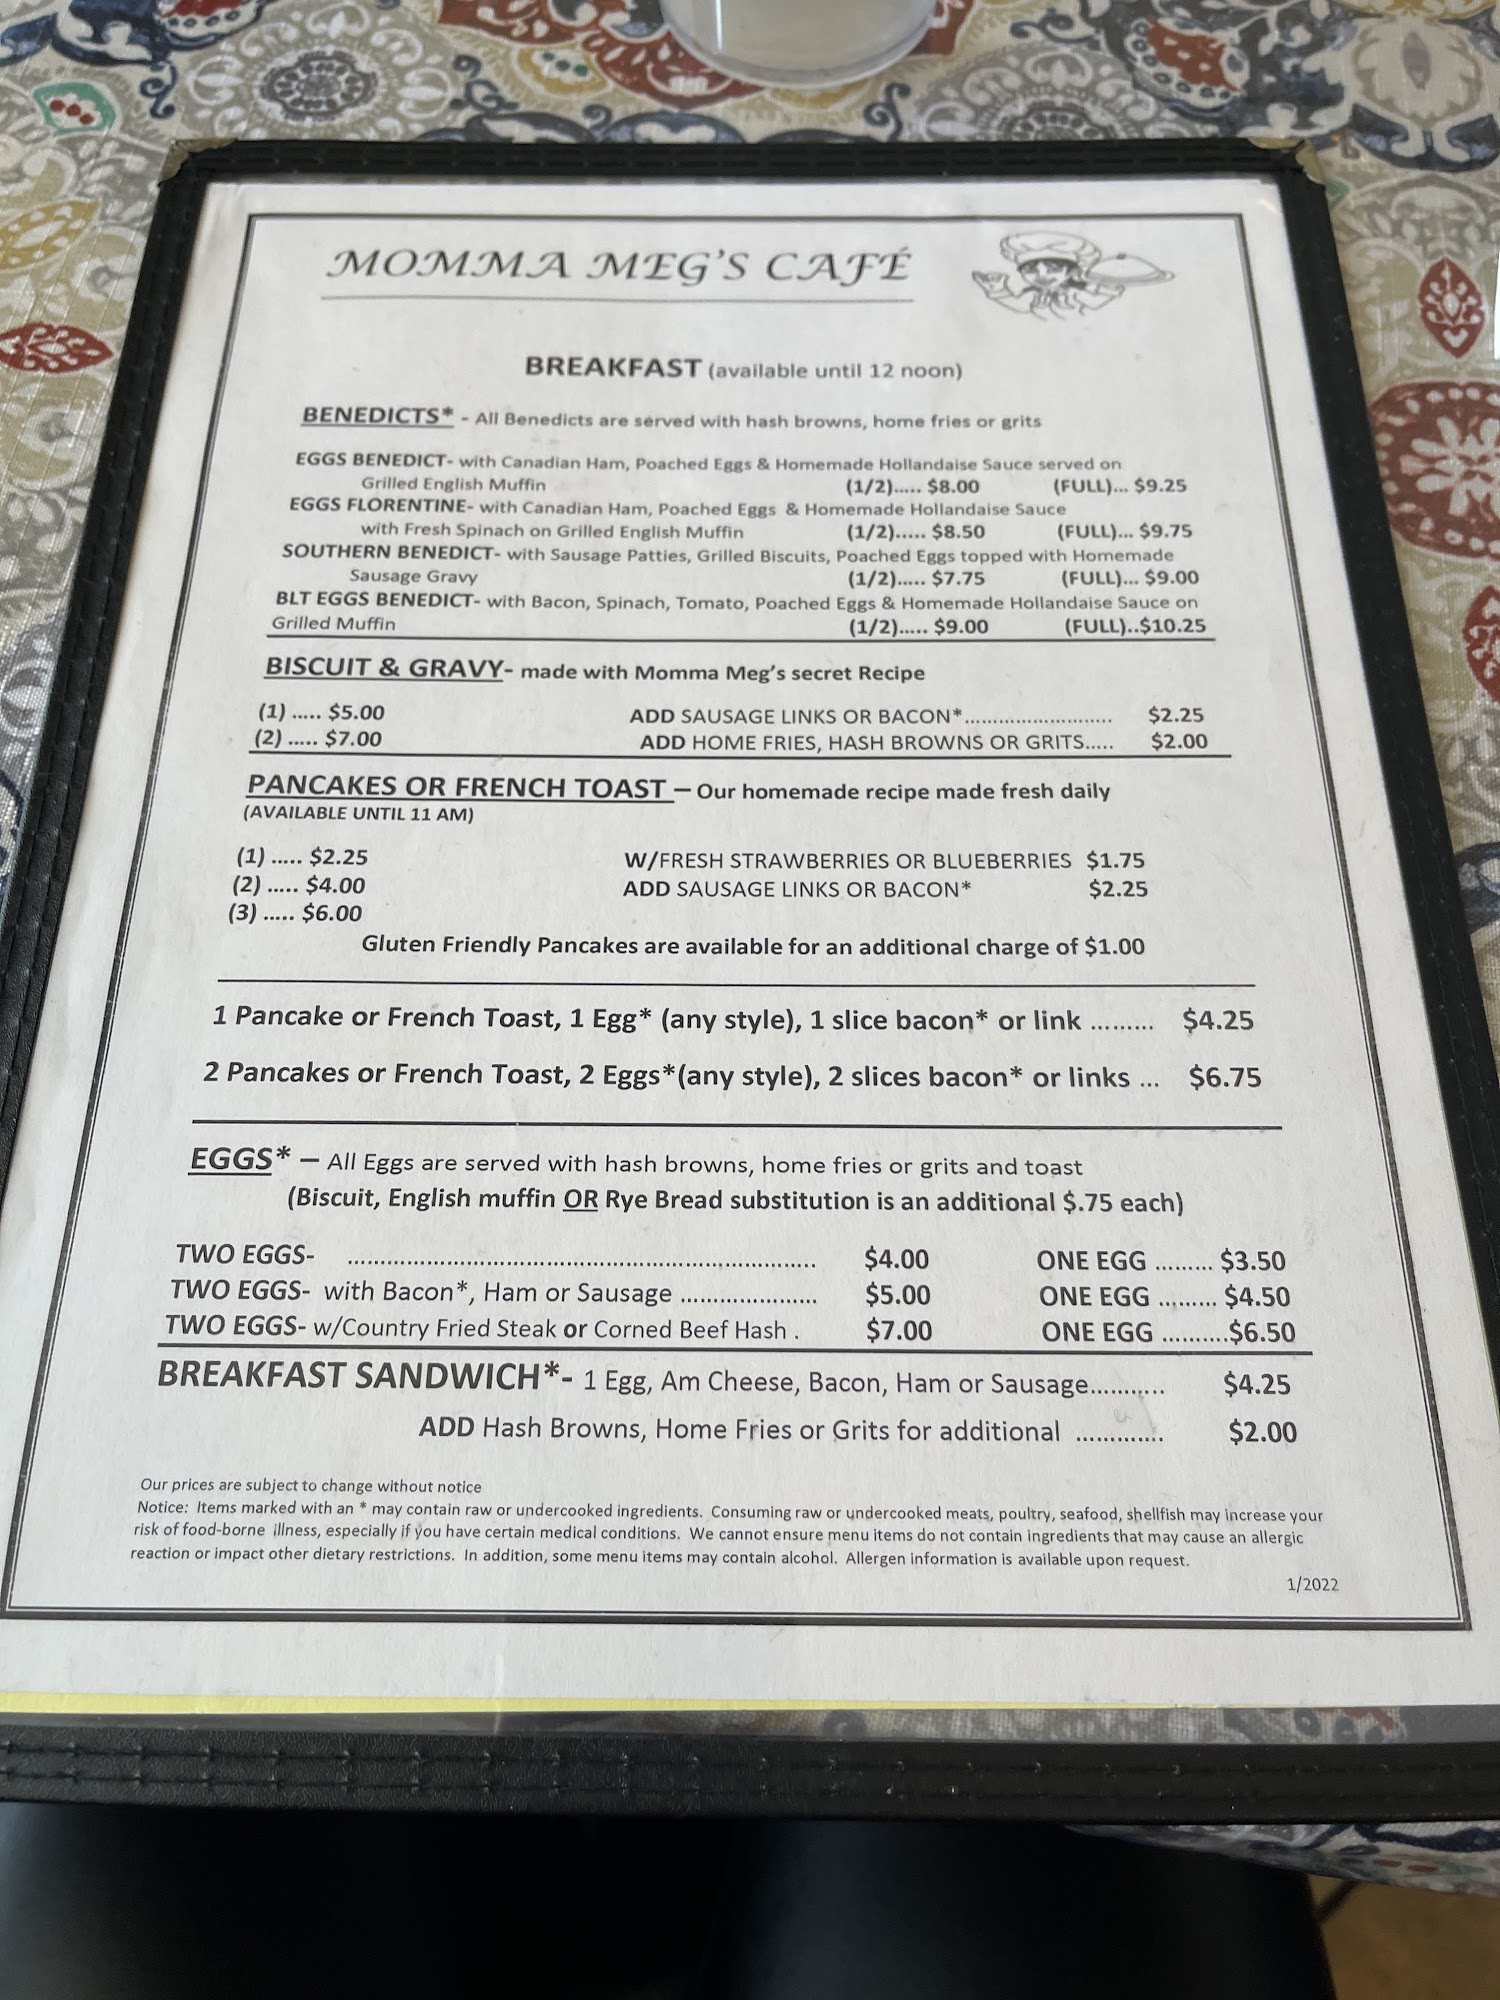 MOMMA MEG'S CAFÉ
BREAKFAST (available until 12 noon)
BENEDICTS* - All Benedicts are served with hash browns, home fries or grits
EGGS BENEDICT- with Canadian Ham, Poached Eggs & Homemade Hollandaise Sauce served on
Grilled English Muffin (1/2)..... $8.00 (FULL)... $9.25
EGGS FLORENTINE- with Canadian Ham, Poached Eggs & Homemade Hollandaise Sauce
with Fresh Spinach on Grilled English Muffin (1/2)..... $8.50 (FULL)... $9.75
SOUTHERN BENEDICT- with Sausage Patties, Grilled Biscuits, Poached Eggs topped with Homemade
Sausage Gravy (1/2)..... $7.75 (FULL)... $9.00
BLT EGGS BENEDICT- with Bacon, Spinach, Tomato, Poached Eggs & Homemade Hollandaise Sauce on
Grilled Muffin (1/2)..... $9.00 (FULL)..$10.25
BISCUIT & GRAVY- made with Momma Meg's secret Recipe
(1) ..... $5.00 ADD SAUSAGE LINKS OR BACON*........................... $2.25
(2) ..... $7.00 ADD HOME FRIES, HASH BROWNS OR GRITS..... $2.00
PANCAKES OR FRENCH TOAST – Our homemade recipe made fresh daily
(AVAILABLE UNTIL 11 AM)
(1) ..... $2.25 W/FRESH STRAWBERRIES OR BLUEBERRIES $1.75
(2) ..... $4.00 ADD SAUSAGE LINKS OR BACON* $2.25
(3) ..... $6.00
Gluten Friendly Pancakes are available for an additional charge of $1.00
1 Pancake or French Toast, 1 Egg* (any style), 1 slice bacon* or link ......... $4.25
2 Pancakes or French Toast, 2 Eggs*(any style), 2 slices bacon* or links ... $6.75
EGGS* – All Eggs are served with hash browns, home fries or grits and toast
(Biscuit, English muffin OR Rye Bread substitution is an additional $.75 each)
TWO EGGS- ...................................................................... $4.00 ONE EGG ......... $3.50
TWO EGGS- with Bacon*, Ham or Sausage ..................... $5.00 ONE EGG ......... $4.50
TWO EGGS- w/Country Fried Steak or Corned Beef Hash . $7.00 ONE EGG ..........$6.50
BREAKFAST SANDWICH*- 1 Egg, Am Cheese, Bacon, Ham or Sausage........... $4.25
ADD Hash Browns, Home Fries or Grits for additional ............. $2.00
Our prices are subject to change without notice
Notice: Items marked with an * may contain raw or undercooked ingredients. Consuming raw or undercooked meats, poultry, seafood, shellfish may increase your
risk of food-borne illness, especially if you have certain medical conditions. We cannot ensure menu items do not contain ingredients that may cause an allergic
reaction or impact other dietary restrictions. In addition, some menu items may contain alcohol. Allergen information is available upon request.
1/2022